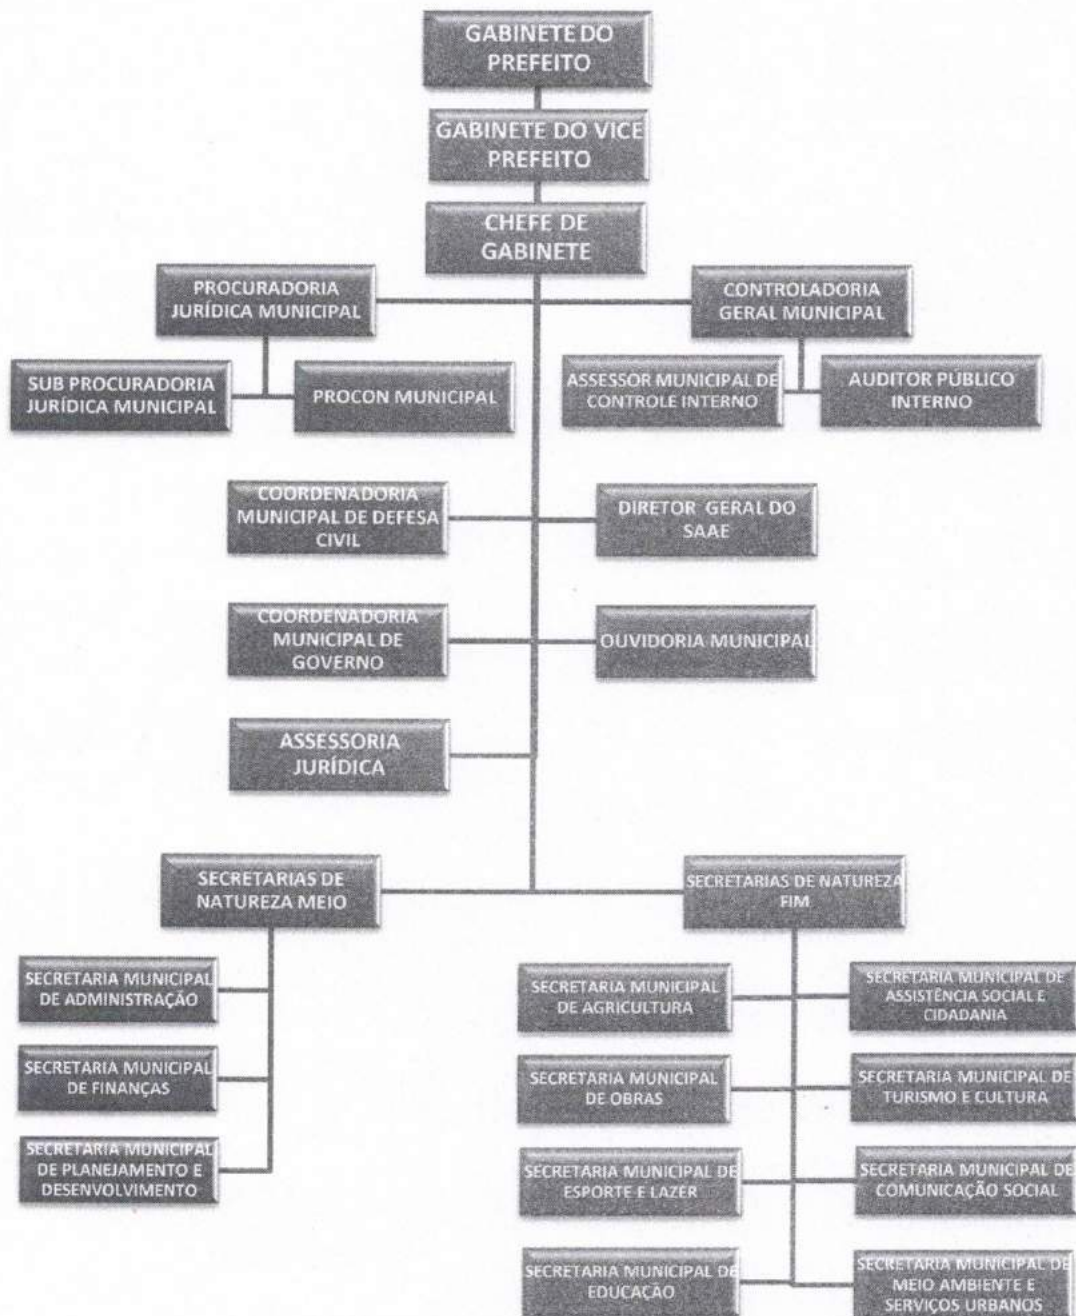 GABINETE DO
PREFEITO
GABINETE DO VICE
PREFEITO
CHEFE DE
GABINETE
PROCURADORIA
JURÍDICA MUNICIPAL
CONTROLADORIA
GERAL MUNICIPAL
SUB PROCURADORIA
JURÍDICA MUNICIPAL
PROCON MUNICIPAL
ASSESSOR MUNICIPAL DE
CONTROLE INTERNO
AUDITOR PÚBLICO
INTERNO
COORDENADORIA
MUNICIPAL DE DEFESA
CIVIL
DIRETOR GERAL DO
SAAE
COORDENADORIA
MUNICIPAL DE
GOVERNO
OUVIDORIA MUNICIPAL
ASSESSORIA
JURÍDICA
SECRETARIAS DE
NATUREZA MEIO
SECRETARIAS DE NATUREZA
FIM
SECRETARIA MUNICIPAL
DE ADMINISTRAÇÃO
SECRETARIA MUNICIPAL
DE FINANÇAS
SECRETARIA MUNICIPAL
DE PLANEJAMENTO E
DESENVOLVIMENTO
SECRETARIA MUNICIPAL
DE AGRICULTURA
SECRETARIA MUNICIPAL DE
ASSISTÊNCIA SOCIAL E
CIDADANIA
SECRETARIA MUNICIPAL
DE OBRAS
SECRETARIA MUNICIPAL DE
TURISMO E CULTURA
SECRETARIA MUNICIPAL DE
ESPORTE E LAZER
SECRETARIA MUNICIPAL DE
COMUNICAÇÃO SOCIAL
SECRETARIA MUNICIPAL DE
EDUCAÇÃO
SECRETARIA MUNICIPAL DE
MEIO AMBIENTE E
SERVIÇOS URBANOS